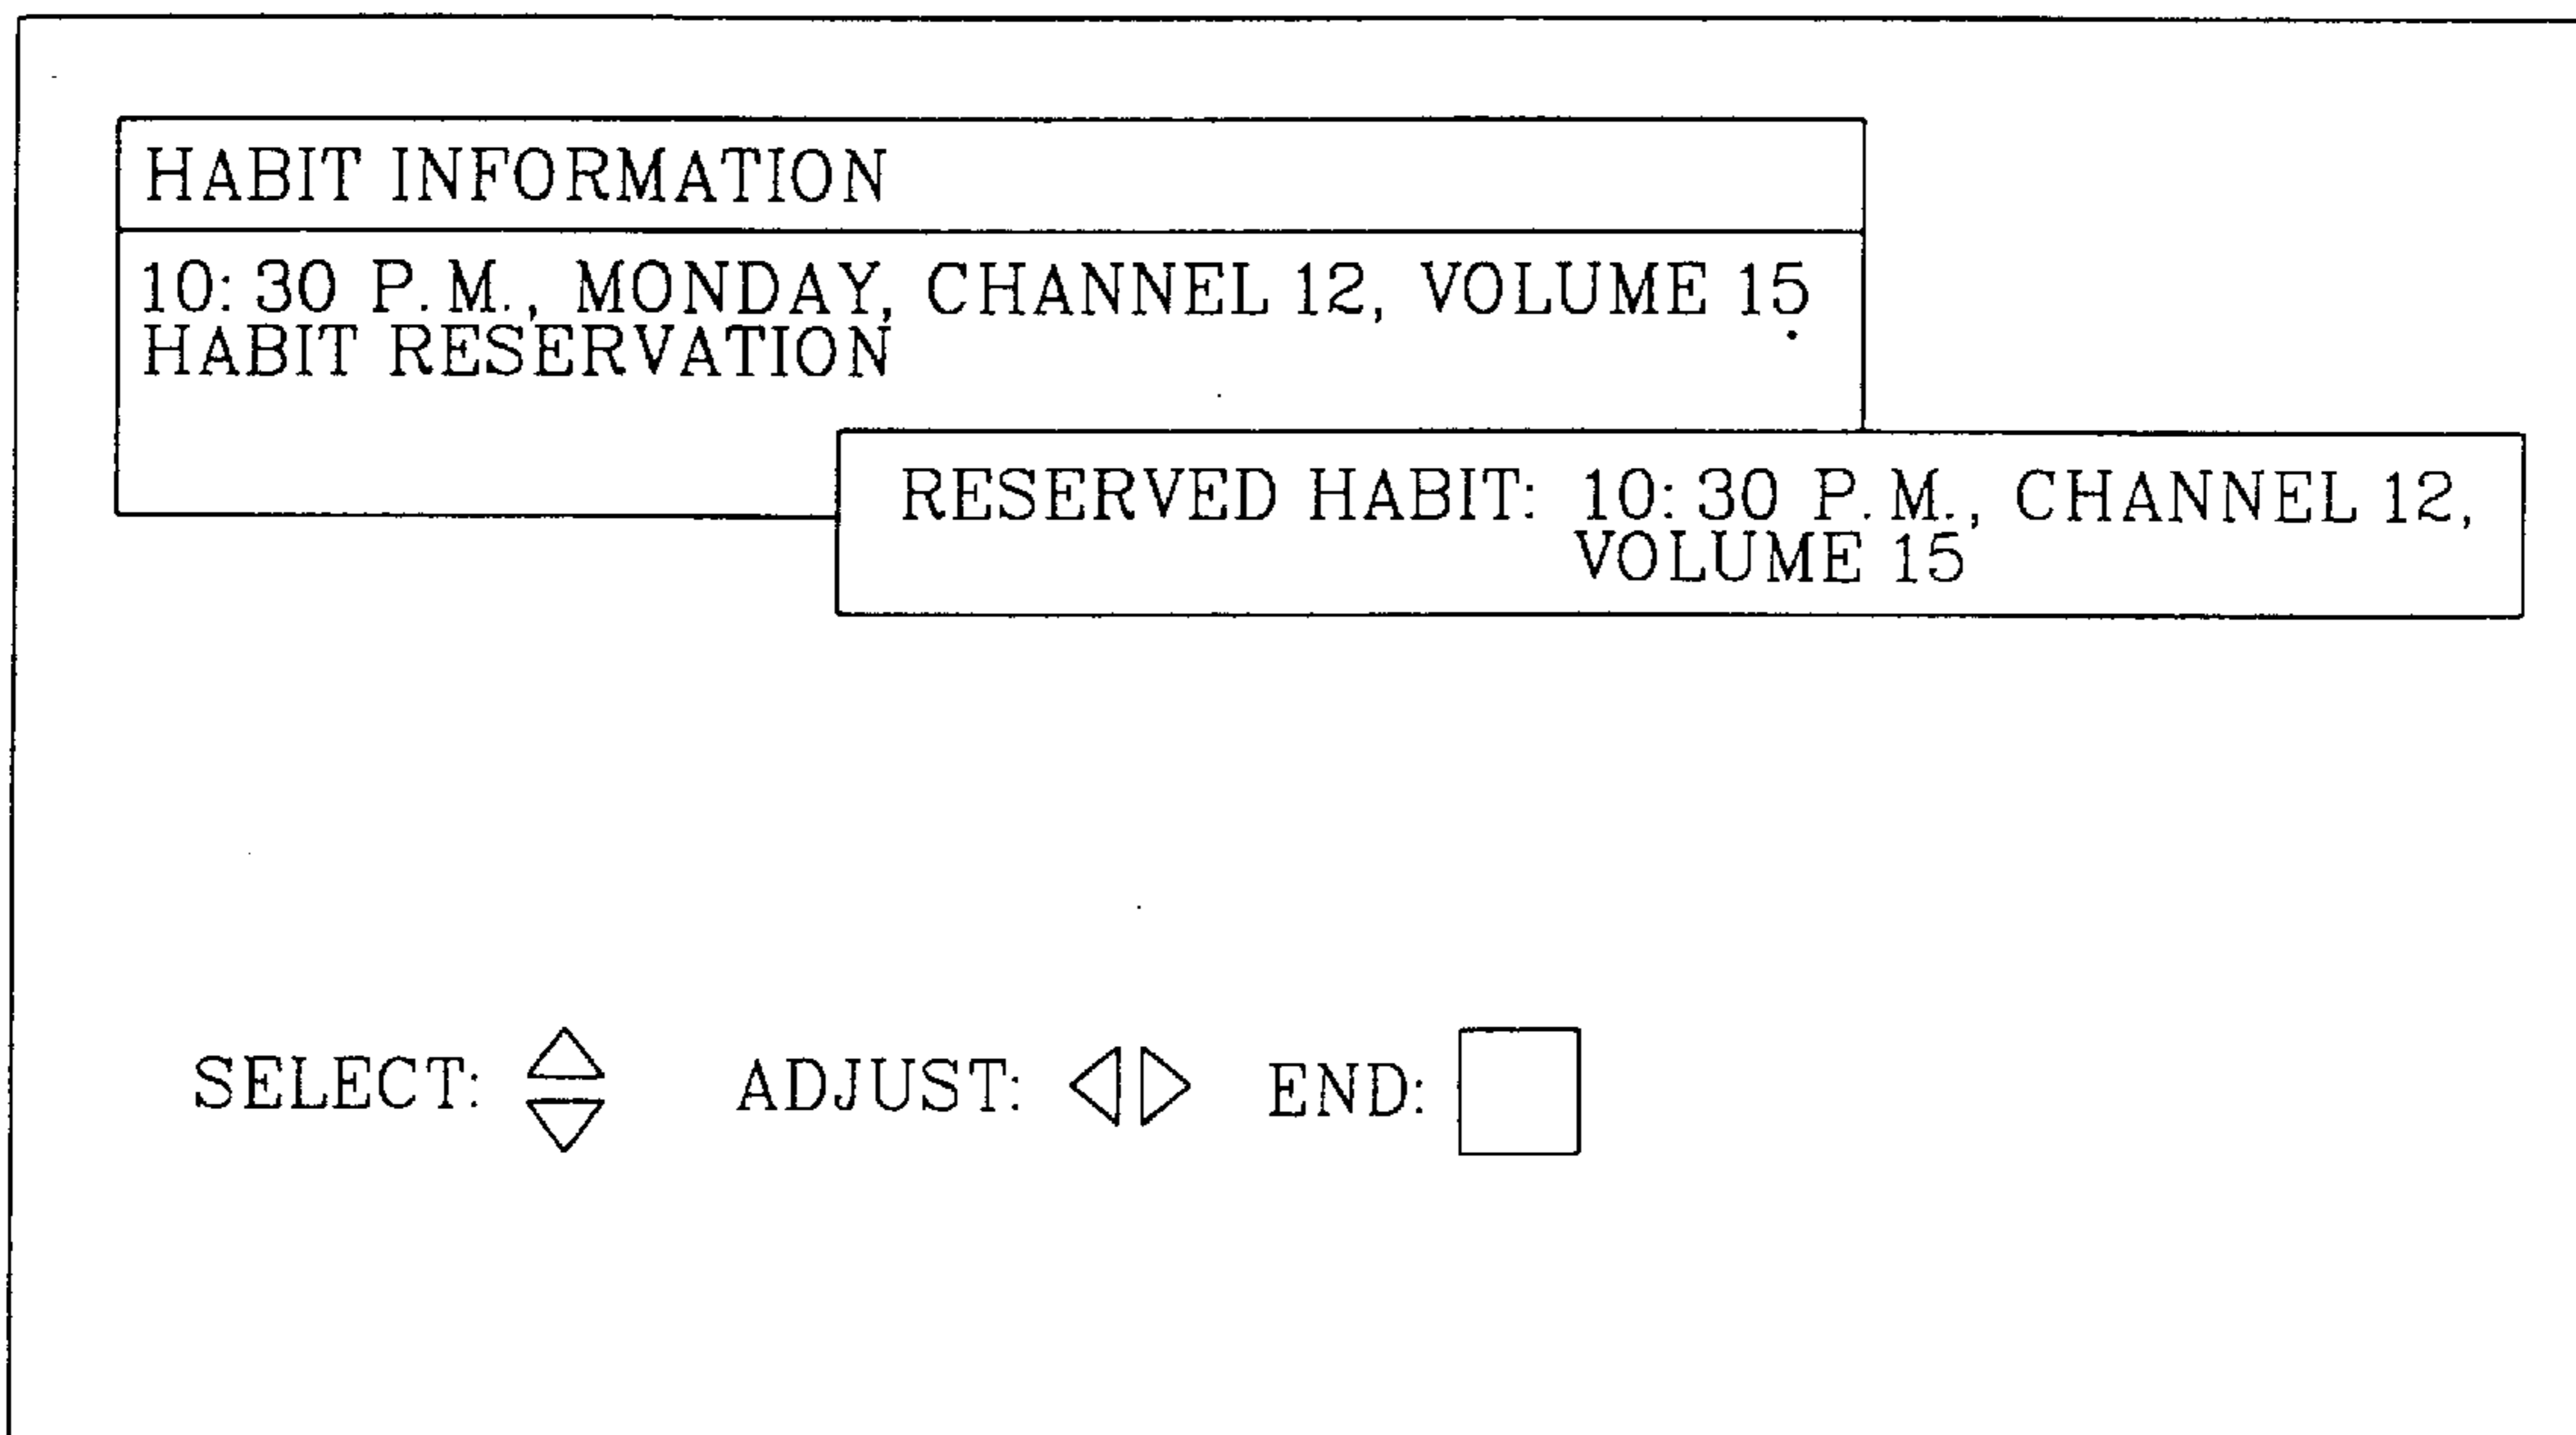 HABIT INFORMATION
10:30 P.M., MONDAY, CHANNEL 12, VOLUME 15
HABIT RESERVATION
RESERVED HABIT: 10:30 P.M., CHANNEL 12,
VOLUME 15
SELECT: ADJUST: END: